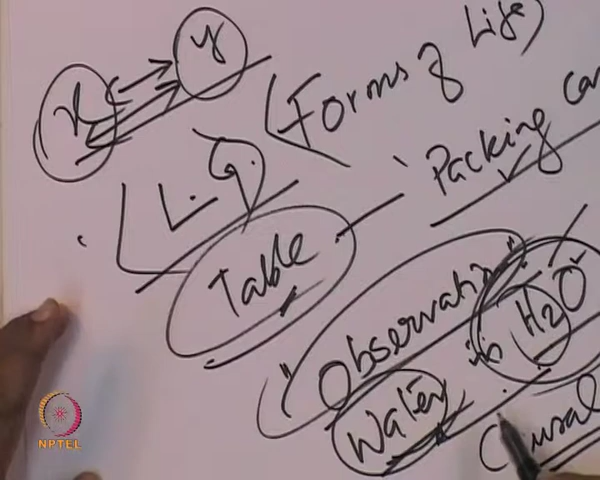 x y
(Forms of Life)
L.G.
Table - Packing
"Observation"
Water is H2O
NPTEL